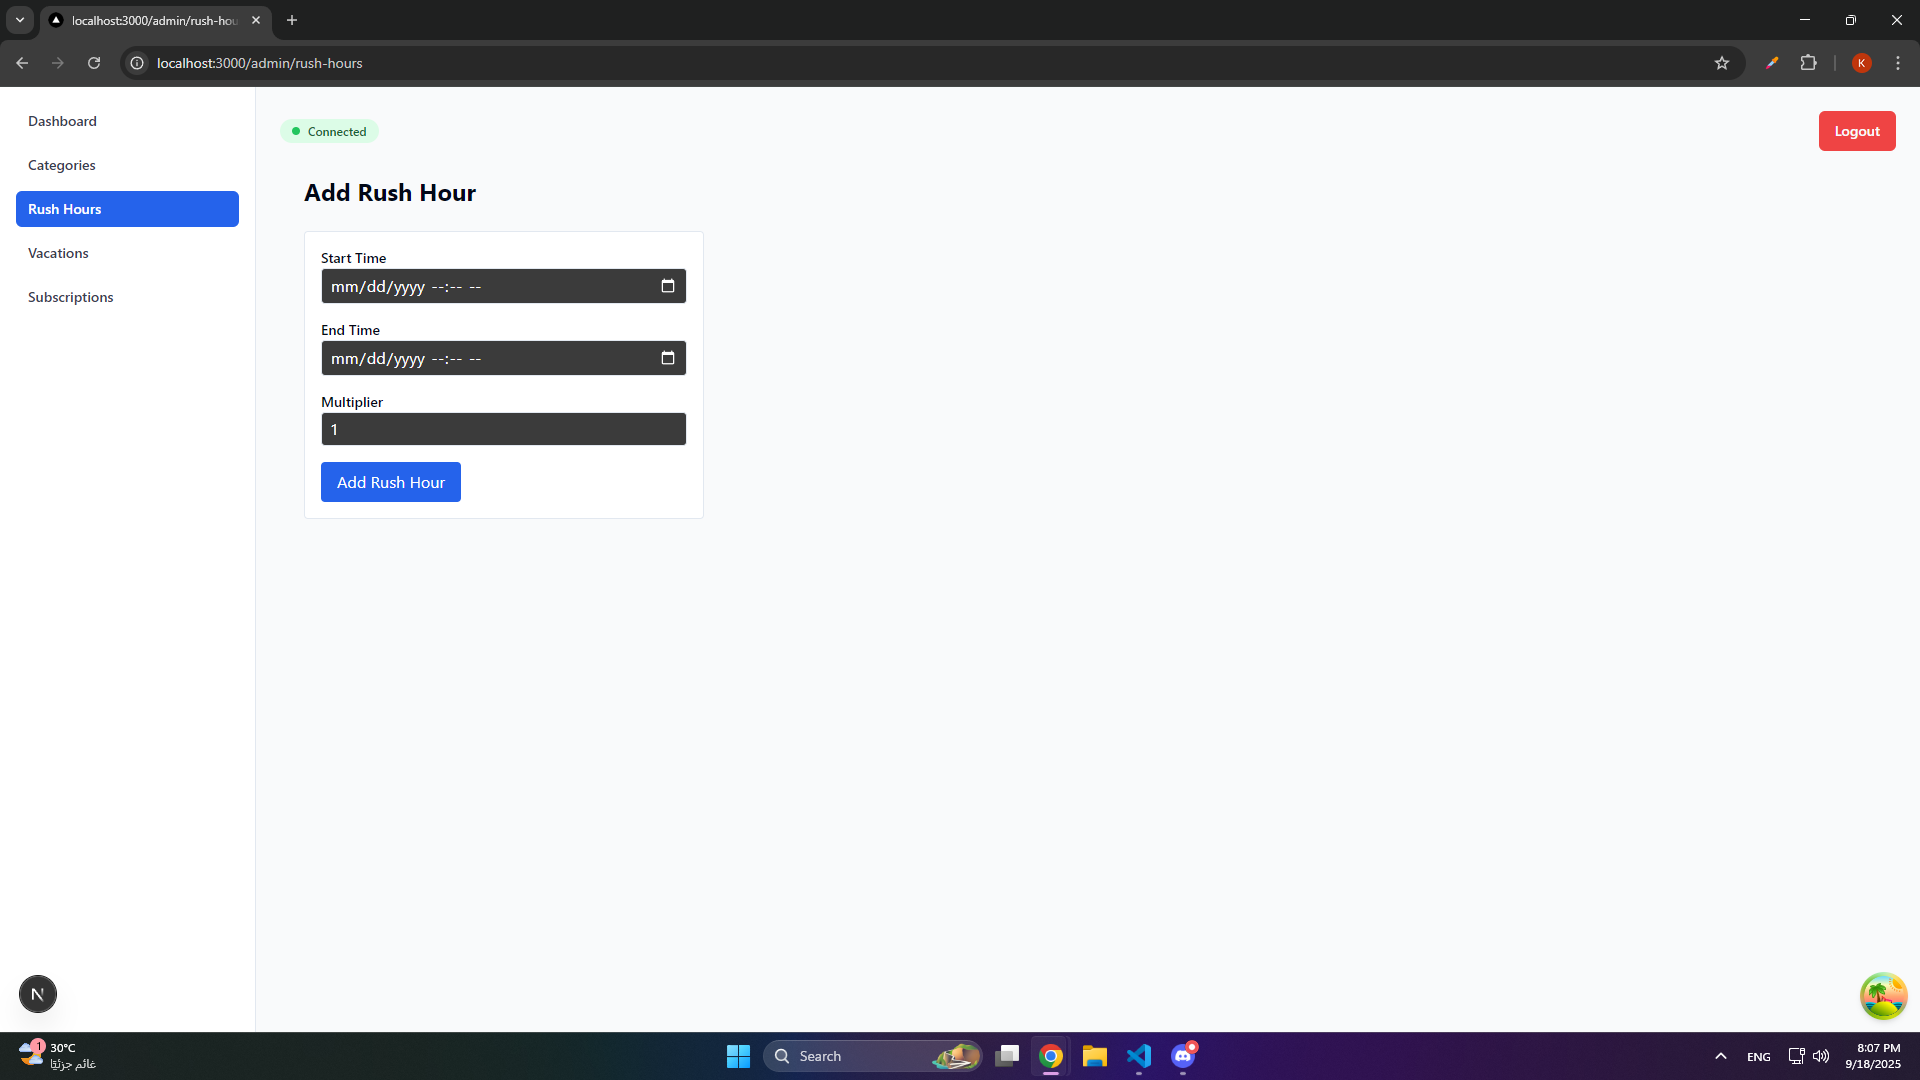 localhost:3000/admin/rush-hou
localhost:3000/admin/rush-hours
K
Dashboard
Categories
Rush Hours
Vacations
Subscriptions
Connected
Logout
Add Rush Hour
Start Time
mm/dd/yyyy --:-- --
End Time
mm/dd/yyyy --:-- --
Multiplier
1
Add Rush Hour
N
1
30°C
غائم جزئيًا
Search
ENG
8:07 PM
9/18/2025